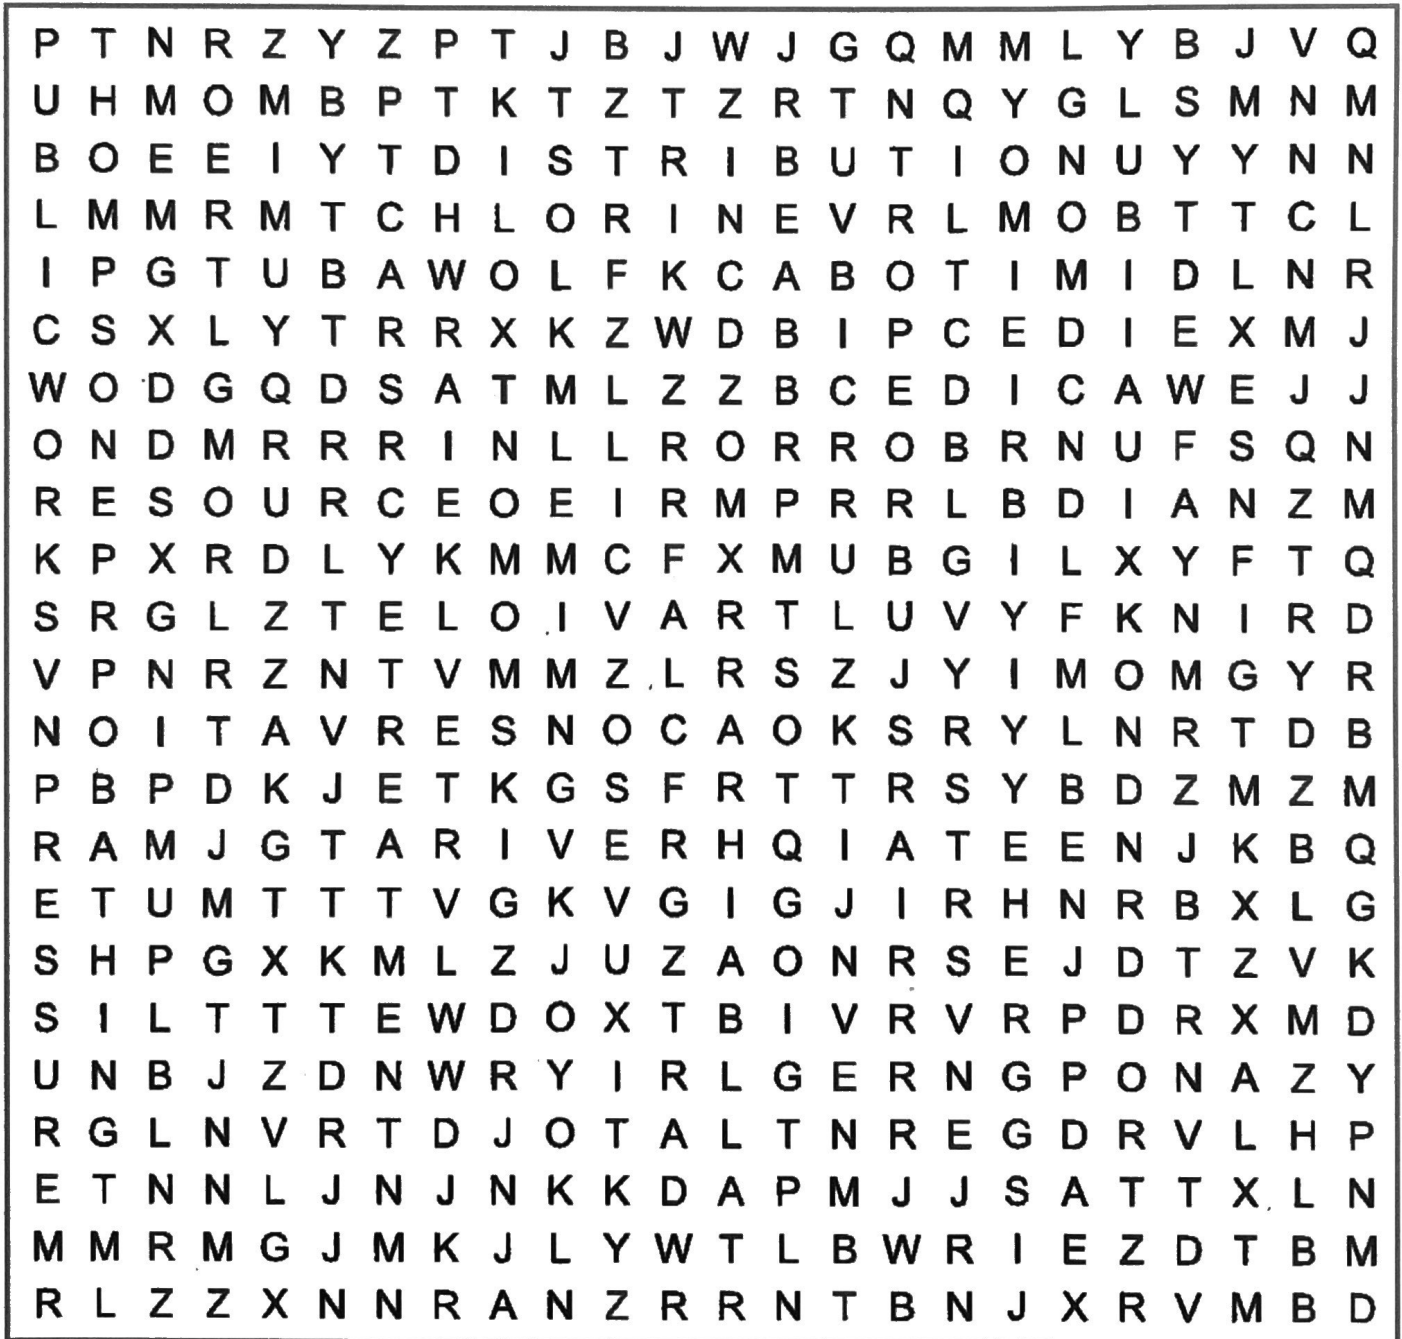 P T N R Z Y Z P T J B J W J G Q M M L Y B J V Q
U H M O M B P T K T Z T Z R T N Q Y G L S M N M
B O E E I Y T D I S T R I B U T I O N U Y Y N N
L M M R M T C H L O R I N E V R L M O B T T C L
I P G T U B A W O L F K C A B O T I M I D L N R
C S X L Y T R R X K Z W D B I P C E D I E X M J
W O D G Q D S A T M L Z Z B C E D I C A W E J J
O N D M R R R I N L L R O R R O B R N U F S Q N
R E S O U R C E O E I R M P R R L B D I A N Z M
K P X R D L Y K M M C F X M U B G I L X Y F T Q
S R G L Z T E L O I V A R T L U V Y F K N I R D
V P N R Z N T V M M Z L R S Z J Y I M O M G Y R
N O I T A V R E S N O C A O K S R Y L N R T D B
P B P D K J E T K G S F R T T R S Y B D Z M Z M
R A M J G T A R I V E R H Q I A T E E N J K B Q
E T U M T T T V G K V G I G J I R H N R B X L G
S H P G X K M L Z J U Z A O N R S E J D T Z V K
S I L T T T E W D O X T B I V R V R P D R X M D
U N B J Z D N W R Y I R L G E R N G P O N A Z Y
R G L N V R T D J O T A L T N R E G D R V L H P
E T N N L J N J N K K D A P M J J S A T T X L N
M M R M G J M K J L Y W T L B W R I E Z D T B M
R L Z Z X N N R A N Z R R N T B N J X R V M B D